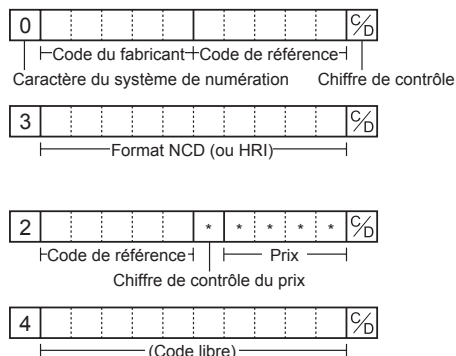 0 C/D
Code du fabricant Code de référence
Caractère du système de numération Chiffre de contrôle
3 C/D
Format NCD (ou HRI)
2 * * * * * C/D
Code de référence Prix
Chiffre de contrôle du prix
4 C/D
(Code libre)